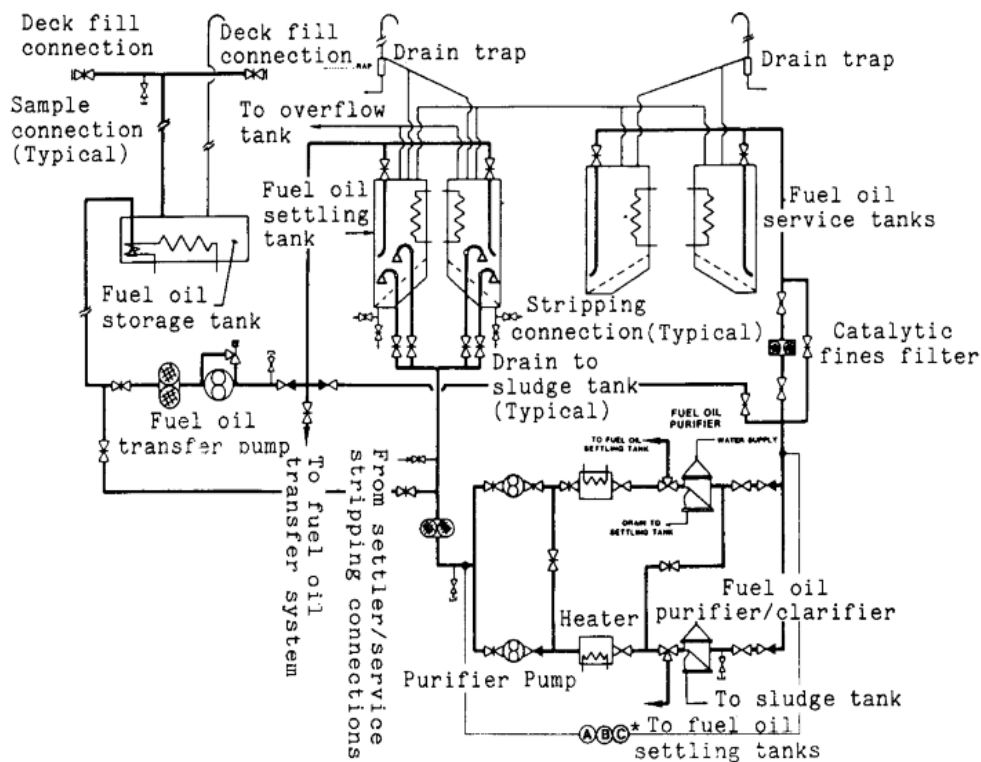 Deck fill
connection
Deck fill
connection
Drain trap
RAP
Drain trap
Sample
connection
(Typical)
To overflow
tank
Fuel oil
settling
tank
Fuel oil
service tanks
Fuel oil
storage tank
Stripping
connection(Typical)
Catalytic
fines filter
Drain to
sludge tank
(Typical)
Fuel oil
transfer pump
FUEL OIL
PURIFIER
TO FUEL OIL
SETTLING TANK
WATER SUPPLY
To fuel oil
transfer system
From settler/service
stripping connections
DRAIN TO
SETTLING TANK
Fuel oil
purifier/clarifier
Heater
Purifier Pump
To sludge tank
A B C * To fuel oil
settling tanks